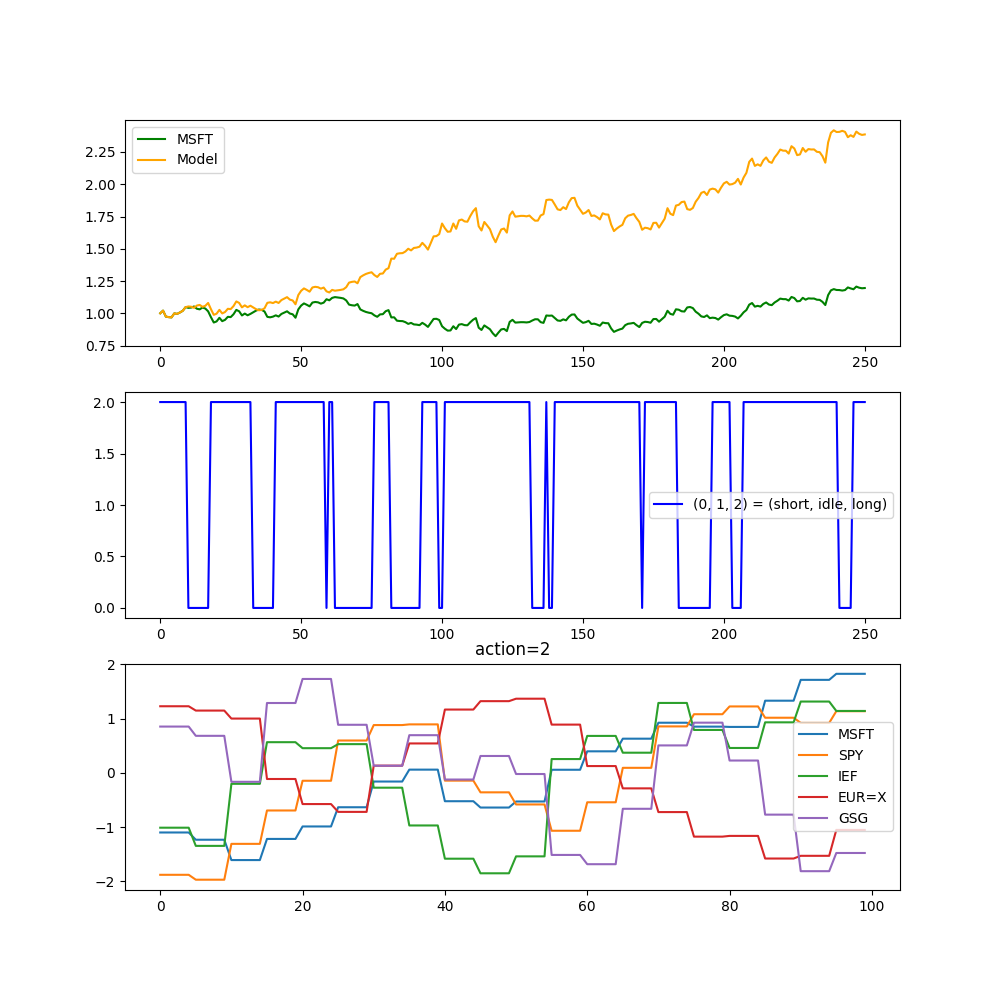 MSFT
Model
2.25
2.00
1.75
1.50
1.25
1.00
0.75
0 50 100 150 200 250
2.0
1.5
1.0
0.5
0.0
(0, 1, 2) = (short, idle, long)
0 50 100 150 200 250
action=2
2
1
0
−1
−2
MSFT
SPY
IEF
EUR=X
GSG
0 20 40 60 80 100